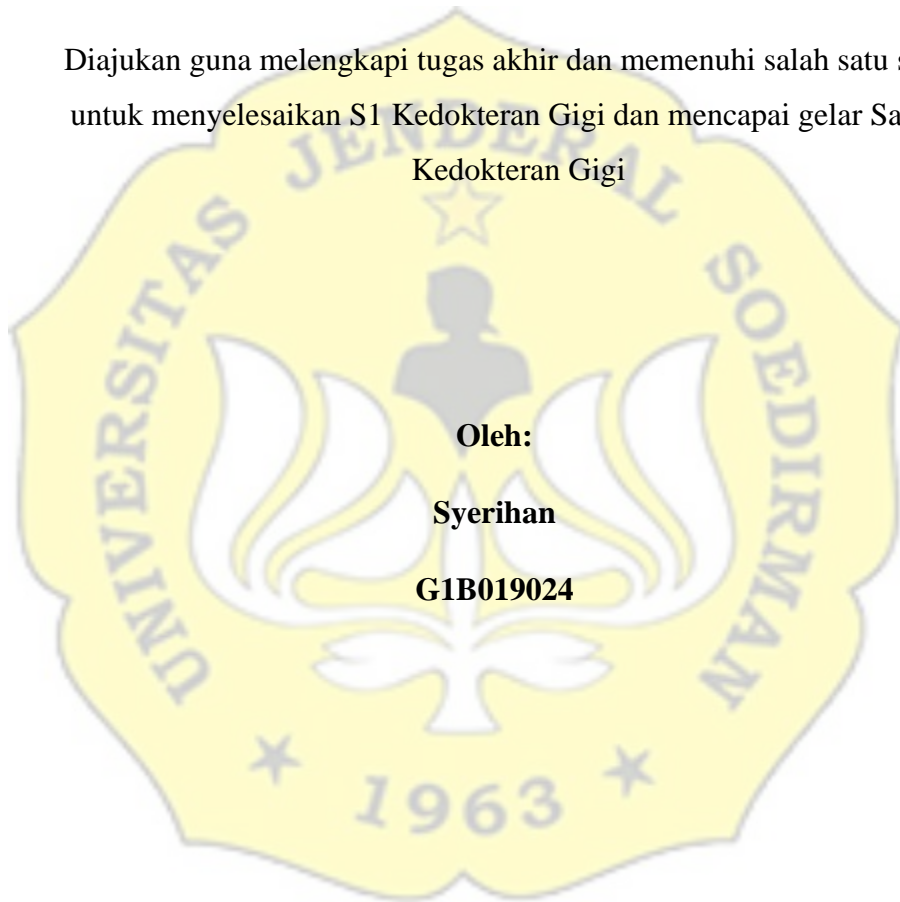 Diajukan guna melengkapi tugas akhir dan memenuhi salah satu
untuk menyelesaikan S1 Kedokteran Gigi dan mencapai gelar
Kedokteran Gigi
UNIVERSITAS JENDERAL SOEDIRMAN
Oleh:
Syerihan
G1B019024
1963